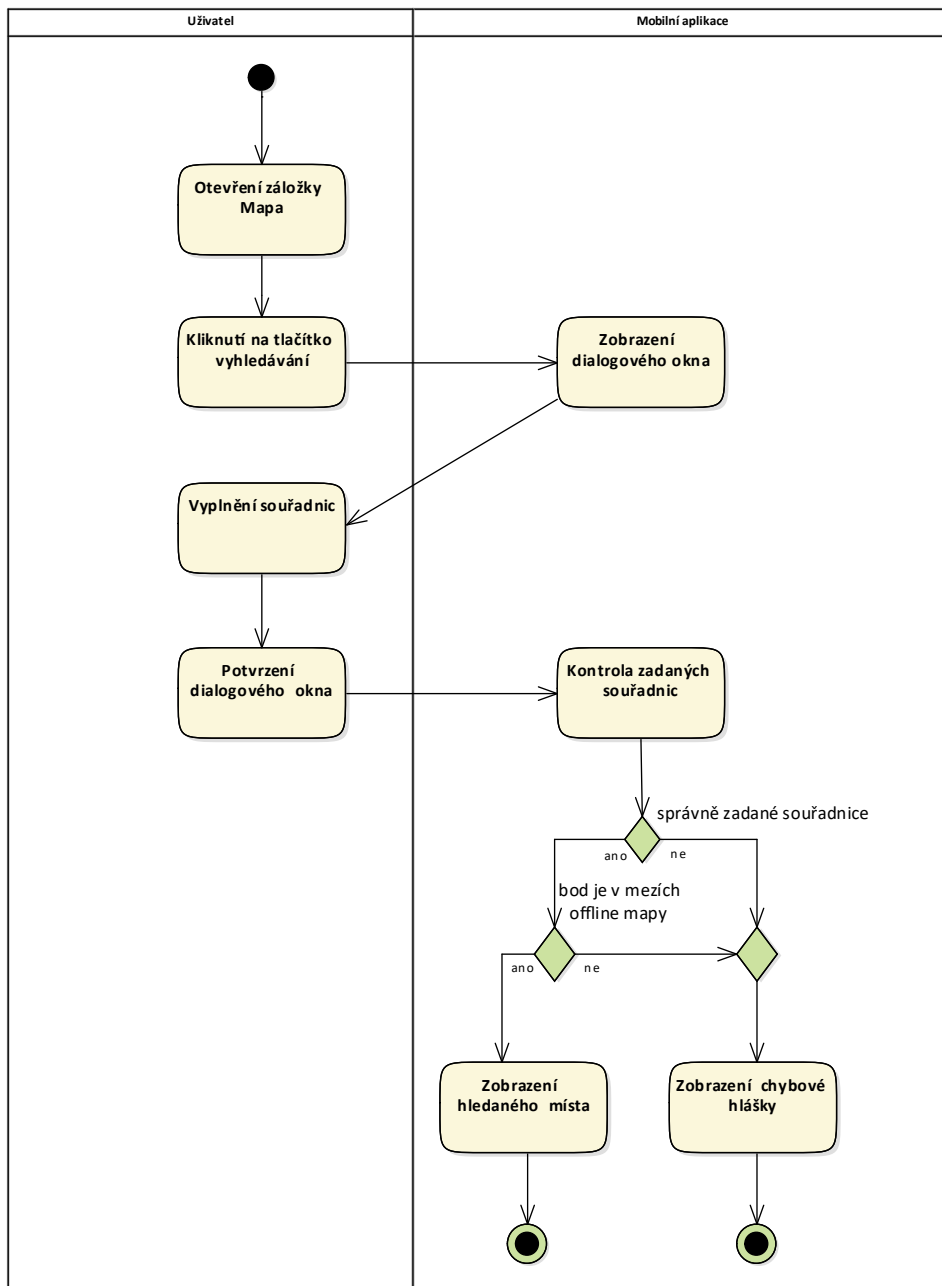 Uživatel
Mobilní aplikace
Otevření záložky
Mapa
Kliknutí na tlačítko
vyhledávání
Zobrazení
dialogového okna
Vyplnění souřadnic
Potvrzení
dialogového okna
Kontrola zadaných
souřadnic
správně zadané souřadnice
ano
ne
bod je v mezích
offline mapy
ano
ne
Zobrazení
hledaného místa
Zobrazení chybové
hlášky